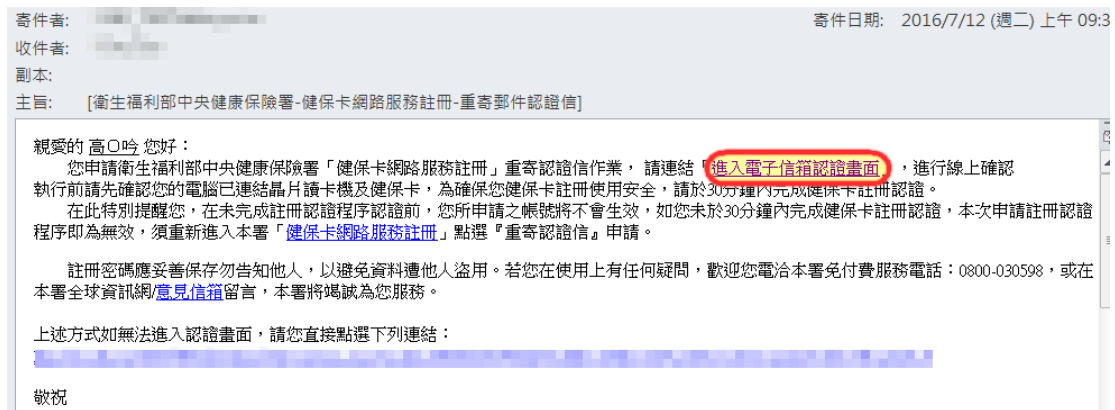 寄件者:
寄件日期: 2016/7/12 (週二) 上午 09:3
收件者:
副本:
主旨: [衛生福利部中央健康保險署-健保卡網路服務註冊-重寄郵件認證信]
親愛的 高O吟 您好：
您申請衛生福利部中央健康保險署「健保卡網路服務註冊」重寄認證信作業， 請連結「進入電子信箱認證畫面」，進行線上確認
執行前請先確認您的電腦已連結晶片讀卡機及健保卡，為確保您健保卡註冊使用安全，請於30分鐘內完成健保卡註冊認證。
在此特別提醒您，在未完成註冊認證程序認證前，您所申請之帳號將不會生效，如您未於30分鐘內完成健保卡註冊認證，本次申請註冊認證
程序即為無效，須重新進入本署「健保卡網路服務註冊」點選『重寄認證信』申請。
註冊密碼應妥善保存勿告知他人，以避免資料遭他人盜用。若您在使用上有任何疑問，歡迎您電洽本署免付費服務電話：0800-030598，或在
本署全球資訊網/意見信箱留言，本署將竭誠為您服務。
上述方式如無法進入認證畫面，請您直接點選下列連結：
敬祝